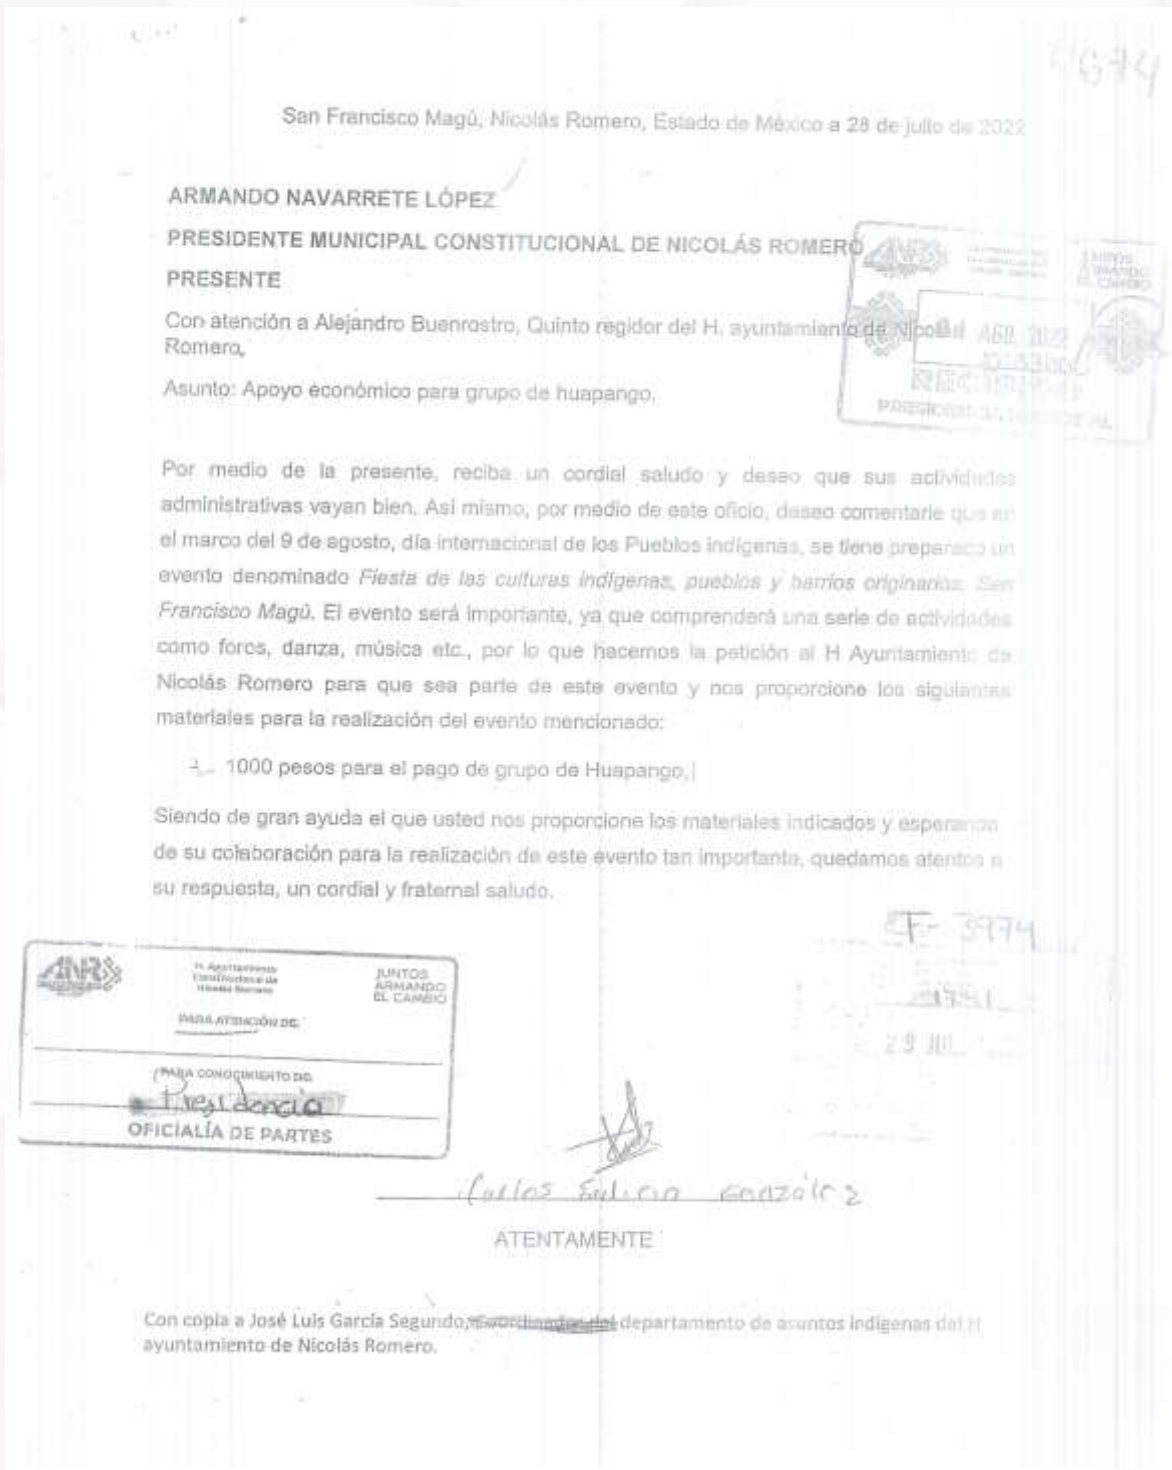 San Francisco Magú, Nicolás Romero, Estado de México a 28 de julio de 2022
ARMANDO NAVARRETE LÓPEZ
PRESIDENTE MUNICIPAL CONSTITUCIONAL DE NICOLÁS ROMERO
PRESENTE
Con atención a Alejandro Buenrostro, Quinto regidor del H. ayuntamiento de Nicolás
Romero,
AGO. 2022
Asunto: Apoyo económico para grupo de huapango.
Por medio de la presente, reciba un cordial saludo y deseo que sus actividades
administrativas vayan bien. Así mismo, por medio de este oficio, deseo comentarle que en
el marco del 9 de agosto, día internacional de los Pueblos indígenas, se tiene preparado un
evento denominado Fiesta de las culturas indígenas, pueblos y barrios originarios. San
Francisco Magú. El evento será importante, ya que comprenderá una serie de actividades
como foros, danza, música etc., por lo que hacemos la petición al H Ayuntamiento de
Nicolás Romero para que sea parte de este evento y nos proporcione los siguientes
materiales para la realización del evento mencionado:
1000 pesos para el pago de grupo de Huapango,
Siendo de gran ayuda el que usted nos proporcione los materiales indicados y esperando
de su colaboración para la realización de este evento tan importante, quedamos atentos a
su respuesta, un cordial y fraternal saludo.
3974
29 JUL
ANR
H. Ayuntamiento
Constitucional de
Nicolás Romero
JUNTOS
ARMANDO
EL CAMBIO
PARA ATENCIÓN DE:
PARA CONOCIMIENTO DE:
Presidencia
OFICIALÍA DE PARTES
Carlos González
ATENTAMENTE
Con copia a José Luis García Segundo, departamento de asuntos indígenas del H
ayuntamiento de Nicolás Romero.